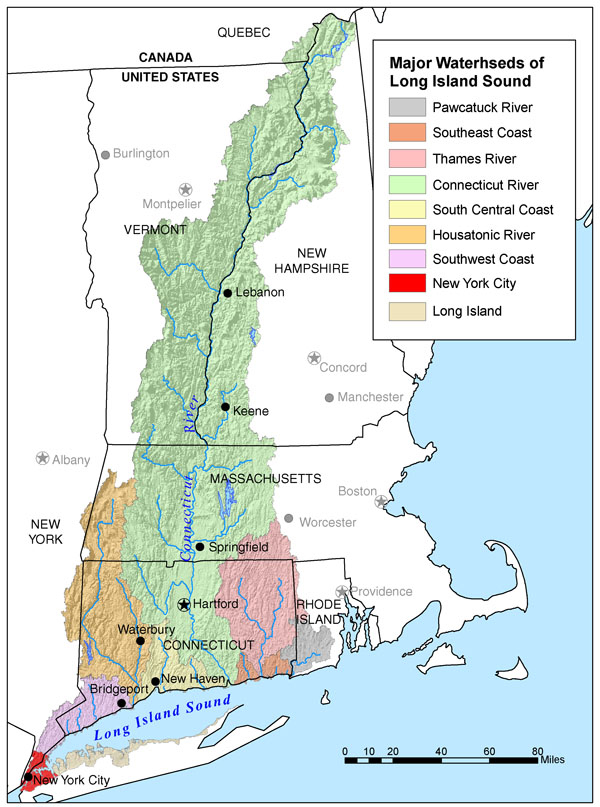 QUEBEC
CANADA
UNITED STATES
Major Waterhseds of
Long Island Sound
Pawcatuck River
Southeast Coast
Thames River
Connecticut River
South Central Coast
Housatonic River
Southwest Coast
New York City
Long Island
Burlington
Montpelier
VERMONT
NEW
HAMPSHIRE
Lebanon
Concord
Manchester
Keene
Connecticut River
Albany
MASSACHUSETTS
Boston
NEW
YORK
Worcester
Springfield
Hartford
Providence
RHODE
ISLAND
Waterbury
CONNECTICUT
New Haven
Bridgeport
Long Island Sound
New York City
0 20 40 60 80
Miles